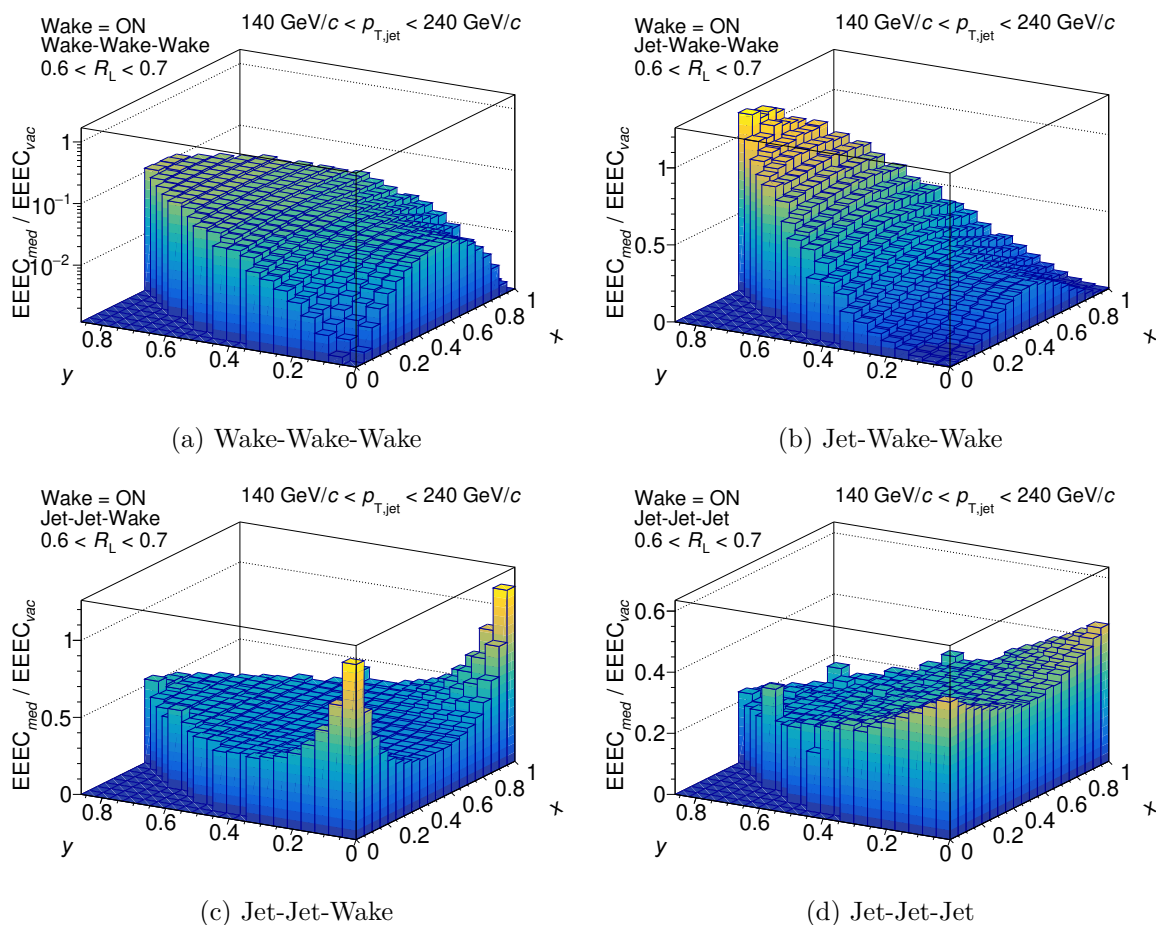 Wake = ON
Wake-Wake-Wake
0.6 < R_L < 0.7
140 GeV/c < p_T,jet < 240 GeV/c
EEEC_med / EEEC_vac
1
10⁻¹
10⁻²
0.8
0.6
0.4
0.2
0
y
0
0.2
0.4
0.6
0.8
1
x
(a) Wake-Wake-Wake
Wake = ON
Jet-Wake-Wake
0.6 < R_L < 0.7
140 GeV/c < p_T,jet < 240 GeV/c
EEEC_med / EEEC_vac
1
0.5
0
0.8
0.6
0.4
0.2
0
y
0
0.2
0.4
0.6
0.8
1
x
(b) Jet-Wake-Wake
Wake = ON
Jet-Jet-Wake
0.6 < R_L < 0.7
140 GeV/c < p_T,jet < 240 GeV/c
EEEC_med / EEEC_vac
1
0.5
0
0.8
0.6
0.4
0.2
0
y
0
0.2
0.4
0.6
0.8
1
x
(c) Jet-Jet-Wake
Wake = ON
Jet-Jet-Jet
0.6 < R_L < 0.7
140 GeV/c < p_T,jet < 240 GeV/c
EEEC_med / EEEC_vac
0.6
0.4
0.2
0
0.8
0.6
0.4
0.2
0
y
0
0.2
0.4
0.6
0.8
1
x
(d) Jet-Jet-Jet